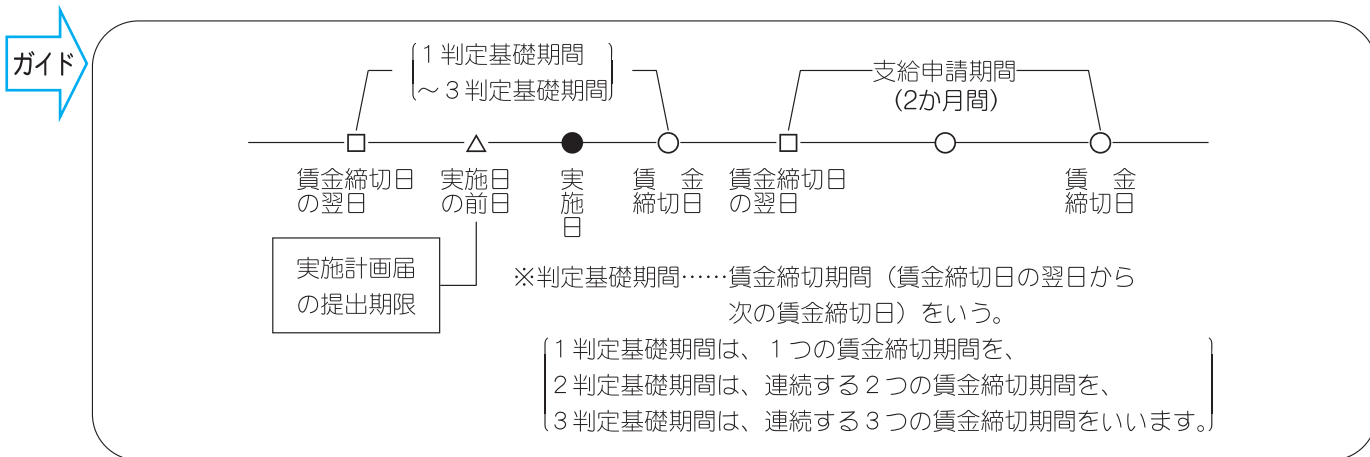 ガイド
1判定基礎期間
~3判定基礎期間
支給申請期間
(2か月間)
賃金締切日
の翌日
実施日
の前日
実施日
賃 金
締切日
賃金締切日
の翌日
賃 金
締切日
実施計画届
の提出期限
※判定基礎期間……賃金締切期間(賃金締切日の翌日から
次の賃金締切日)をいう。
1判定基礎期間は、1つの賃金締切期間を、
2判定基礎期間は、連続する2つの賃金締切期間を、
3判定基礎期間は、連続する3つの賃金締切期間をいいます。